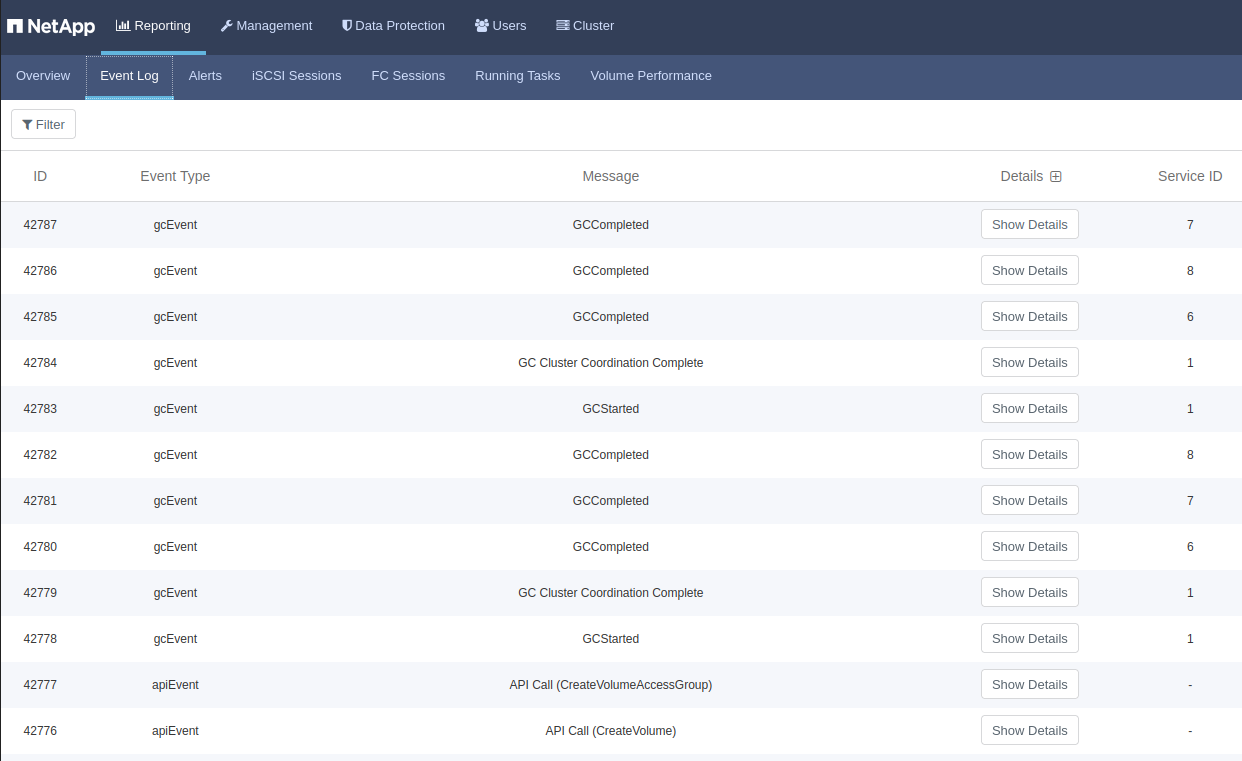 NetApp Reporting Management Data Protection Users Cluster
Overview Event Log Alerts iSCSI Sessions FC Sessions Running Tasks Volume Performance
Filter
ID Event Type Message Details Service ID
42787 gcEvent GCCompleted Show Details 7
42786 gcEvent GCCompleted Show Details 8
42785 gcEvent GCCompleted Show Details 6
42784 gcEvent GC Cluster Coordination Complete Show Details 1
42783 gcEvent GCStarted Show Details 1
42782 gcEvent GCCompleted Show Details 8
42781 gcEvent GCCompleted Show Details 7
42780 gcEvent GCCompleted Show Details 6
42779 gcEvent GC Cluster Coordination Complete Show Details 1
42778 gcEvent GCStarted Show Details 1
42777 apiEvent API Call (CreateVolumeAccessGroup) Show Details -
42776 apiEvent API Call (CreateVolume) Show Details -